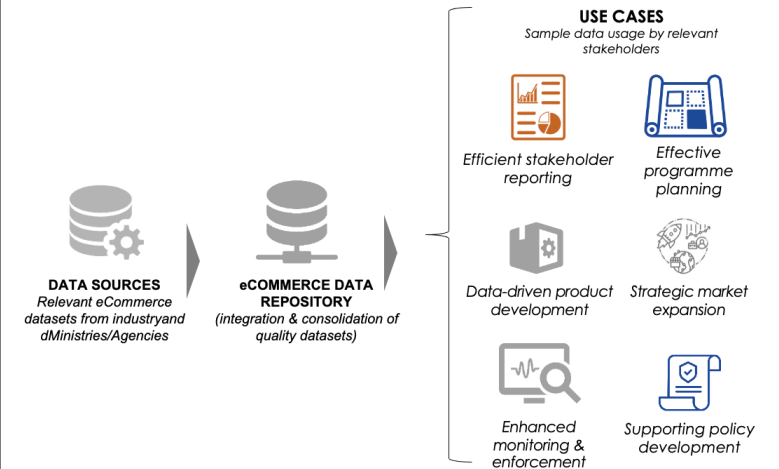 USE CASES
Sample data usage by relevant
stakeholders
Efficient stakeholder
reporting
Effective
programme
planning
DATA SOURCES
Relevant eCommerce
datasets from industryand
dMinistries/Agencies
eCOMMERCE DATA
REPOSITORY
(integration & consolidation of
quality datasets)
Data-driven product
development
Strategic market
expansion
Enhanced
monitoring &
enforcement
Supporting policy
development